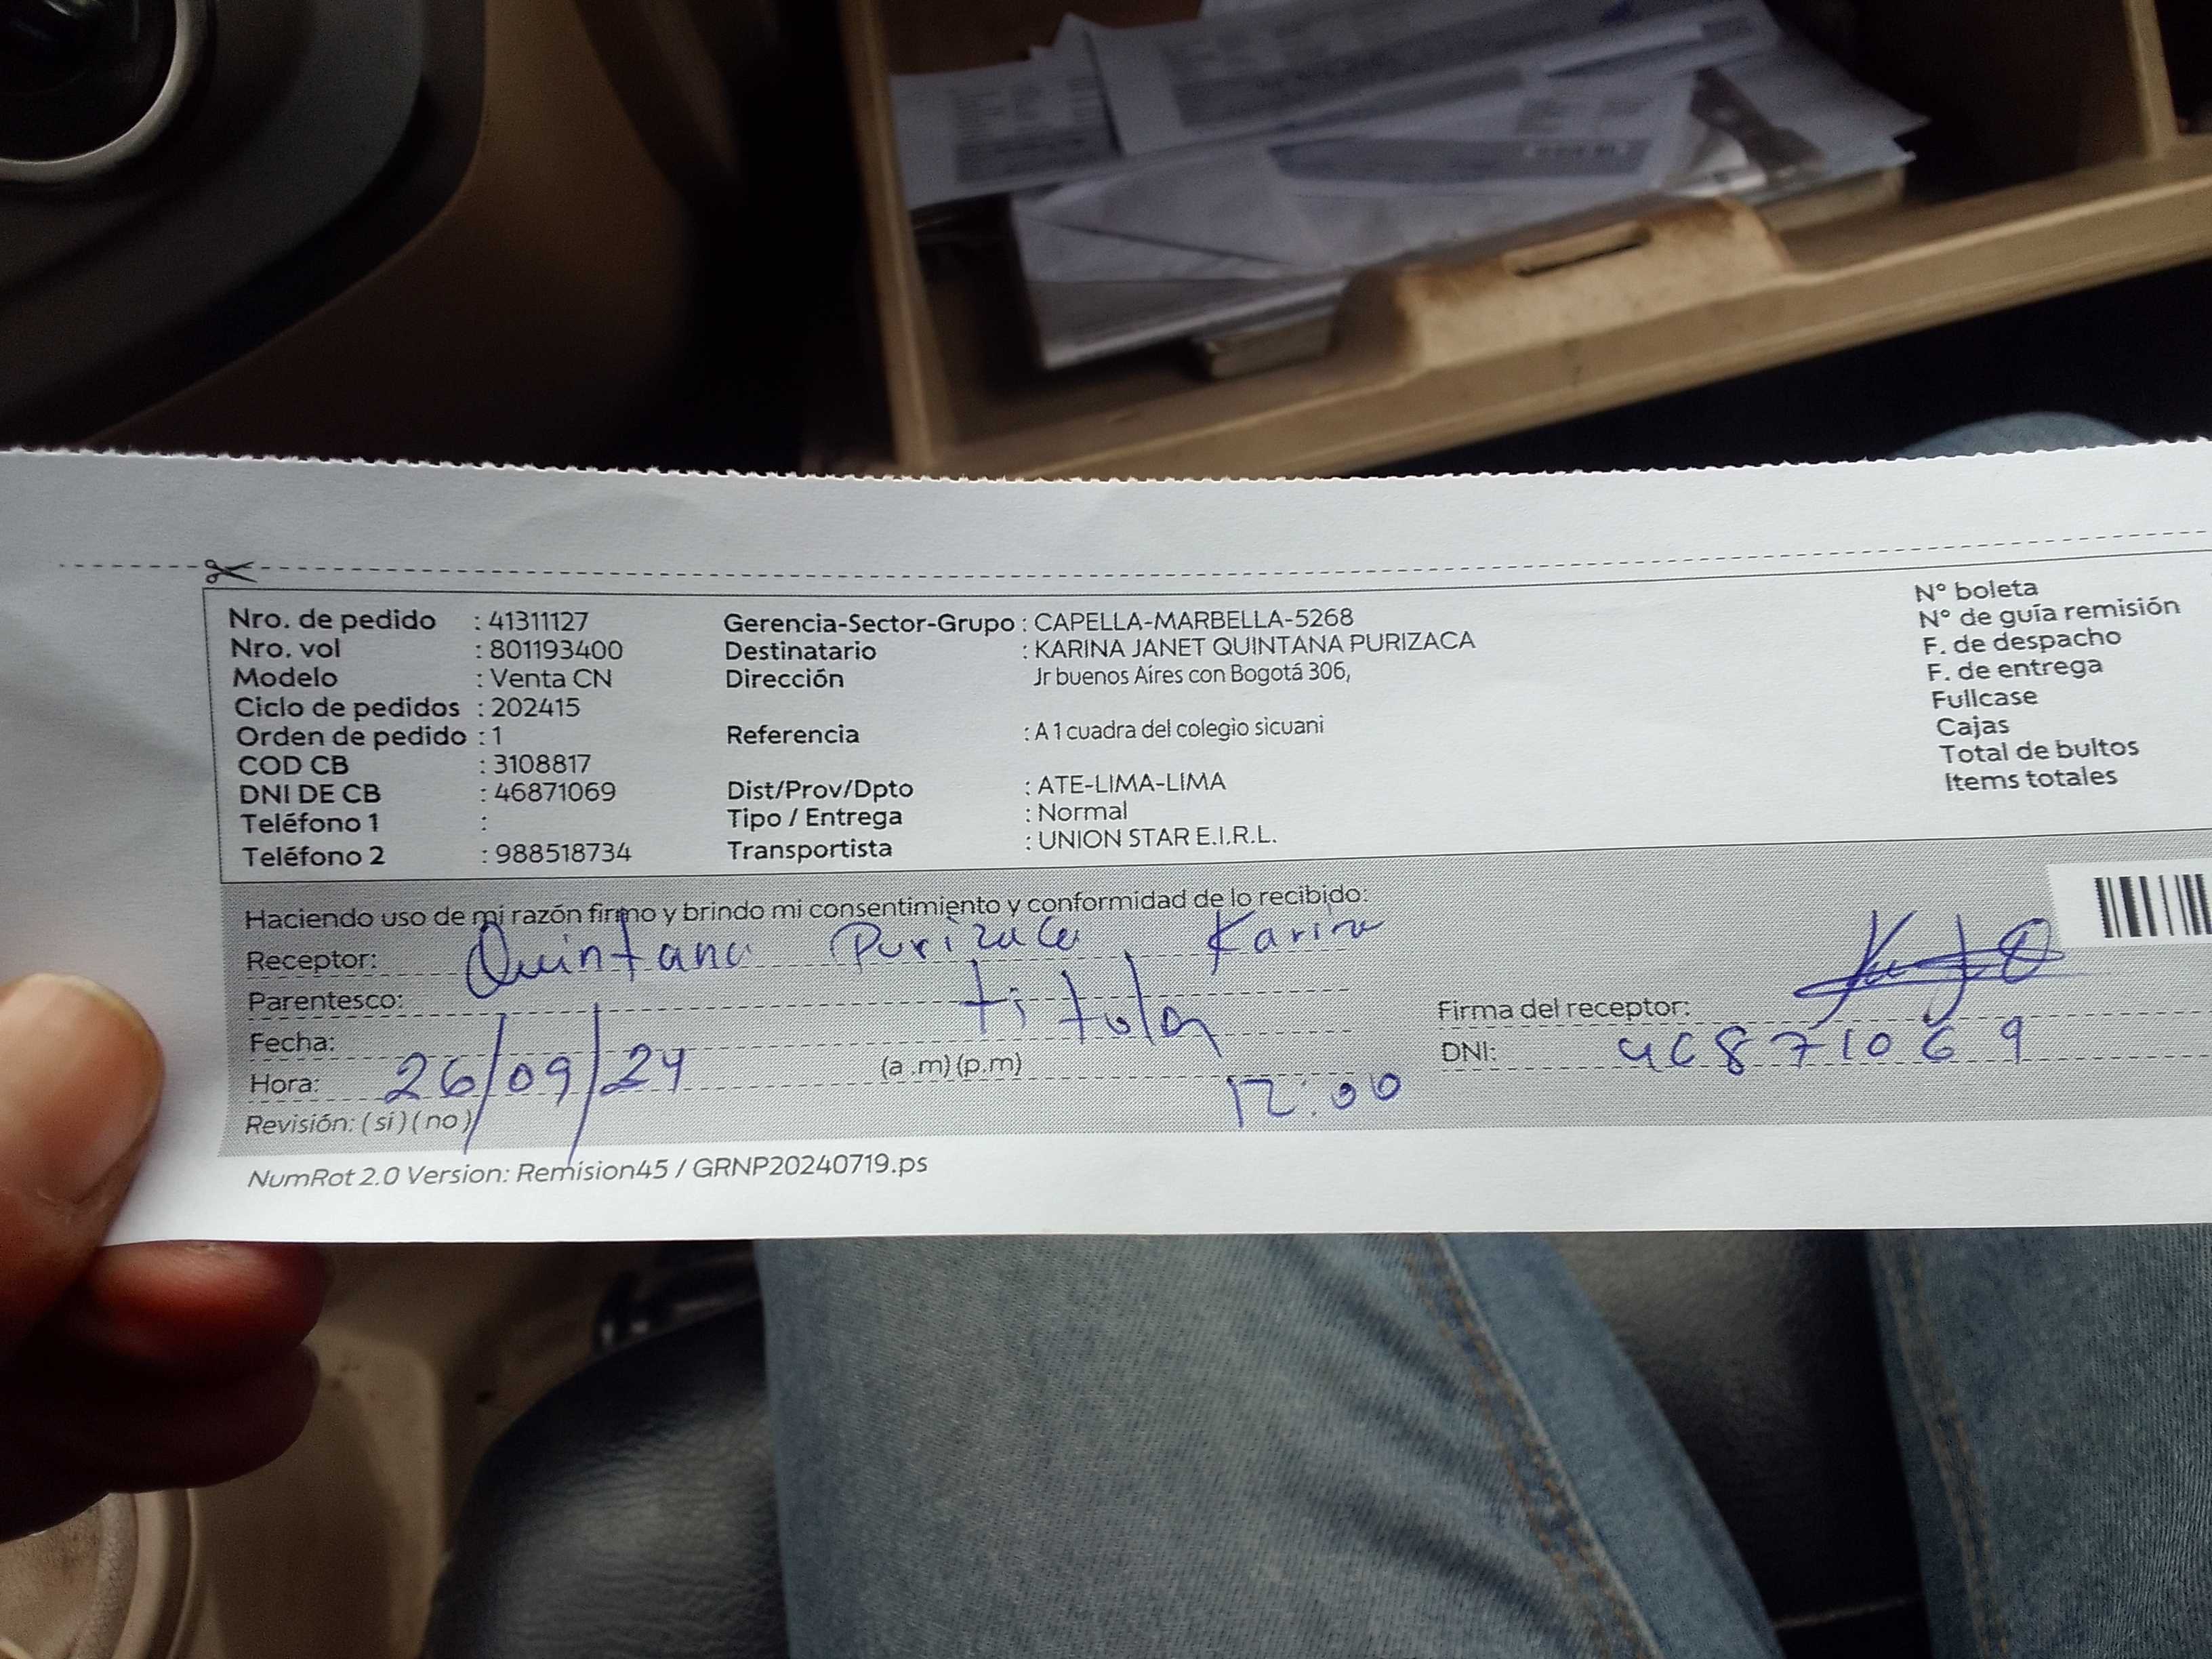 Nro. de pedido : 41311127 Gerencia-Sector-Grupo : CAPELLA-MARBELLA-5268 N° boleta
Nro. vol : 801193400 Destinatario : KARINA JANET QUINTANA PURIZACA N° de guía remisión
Modelo : Venta CN Dirección Jr buenos Aires con Bogotá 306, F. de despacho
Ciclo de pedidos : 202415 F. de entrega
Orden de pedido : 1 Referencia : A 1 cuadra del colegio sicuani Fullcase
COD CB : 3108817 Cajas
DNI DE CB : 46871069 Dist/Prov/Dpto : ATE-LIMA-LIMA Total de bultos
Teléfono 1 : Tipo / Entrega : Normal Items totales
Teléfono 2 : 988518734 Transportista : UNION STAR E.I.R.L.
Haciendo uso de mi razón firmo y brindo mi consentimiento y conformidad de lo recibido:
Receptor: Quintana Purizaca Karina
Parentesco: titular Firma del receptor:
Fecha: 26/09/24 DNI: 46871069
Hora: (a .m) (p.m) 12:00
Revisión: ( sí ) ( no )
NumRot 2.0 Version: Remision45 / GRNP20240719.ps